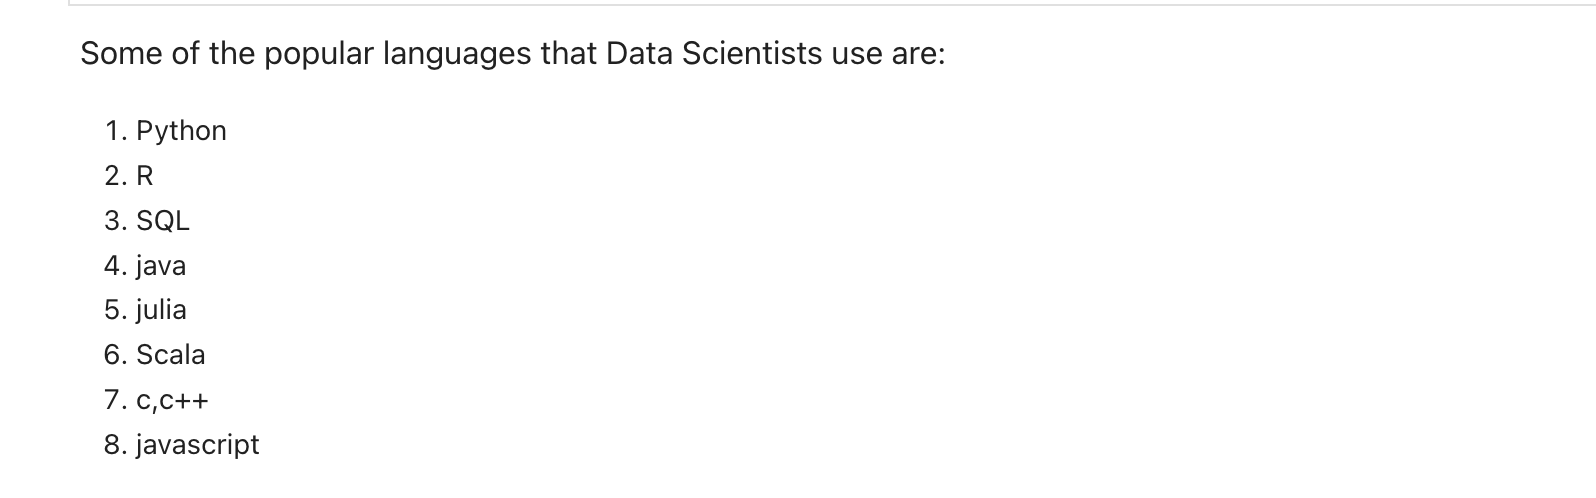 Some of the popular languages that Data Scientists use are:
1. Python
2. R
3. SQL
4. java
5. julia
6. Scala
7. c,c++
8. javascript